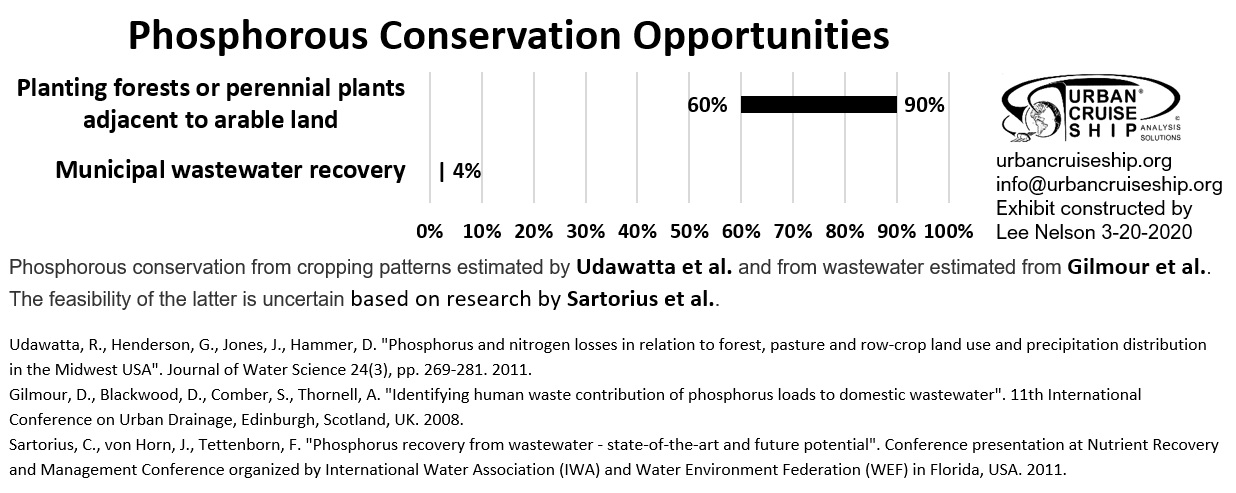 Phosphorous Conservation Opportunities
Planting forests or perennial plants
adjacent to arable land
60% 90%
Municipal wastewater recovery
4%
0% 10% 20% 30% 40% 50% 60% 70% 80% 90% 100%
URBAN®
CRUISE
SHIP ANALYSIS
SOLUTIONS
©
urbancruiseship.org
info@urbancruiseship.org
Exhibit constructed by
Lee Nelson 3-20-2020
Phosphorous conservation from cropping patterns estimated by Udawatta et al. and from wastewater estimated from Gilmour et al..
The feasibility of the latter is uncertain based on research by Sartorius et al..
Udawatta, R., Henderson, G., Jones, J., Hammer, D. "Phosphorus and nitrogen losses in relation to forest, pasture and row-crop land use and precipitation distribution
in the Midwest USA". Journal of Water Science 24(3), pp. 269-281. 2011.
Gilmour, D., Blackwood, D., Comber, S., Thornell, A. "Identifying human waste contribution of phosphorus loads to domestic wastewater". 11th International
Conference on Urban Drainage, Edinburgh, Scotland, UK. 2008.
Sartorius, C., von Horn, J., Tettenborn, F. "Phosphorus recovery from wastewater - state-of-the-art and future potential". Conference presentation at Nutrient Recovery
and Management Conference organized by International Water Association (IWA) and Water Environment Federation (WEF) in Florida, USA. 2011.